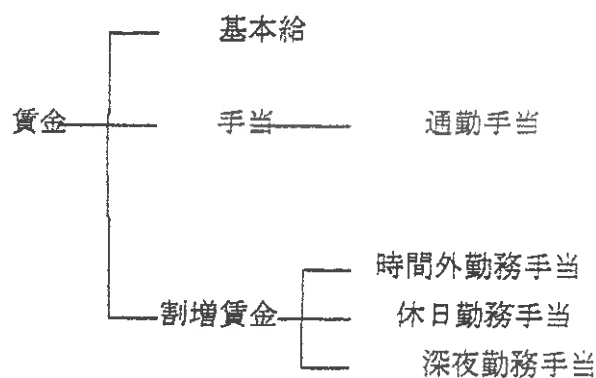 基本給
賃金 手当 通勤手当
時間外勤務手当
割増賃金 休日勤務手当
深夜勤務手当